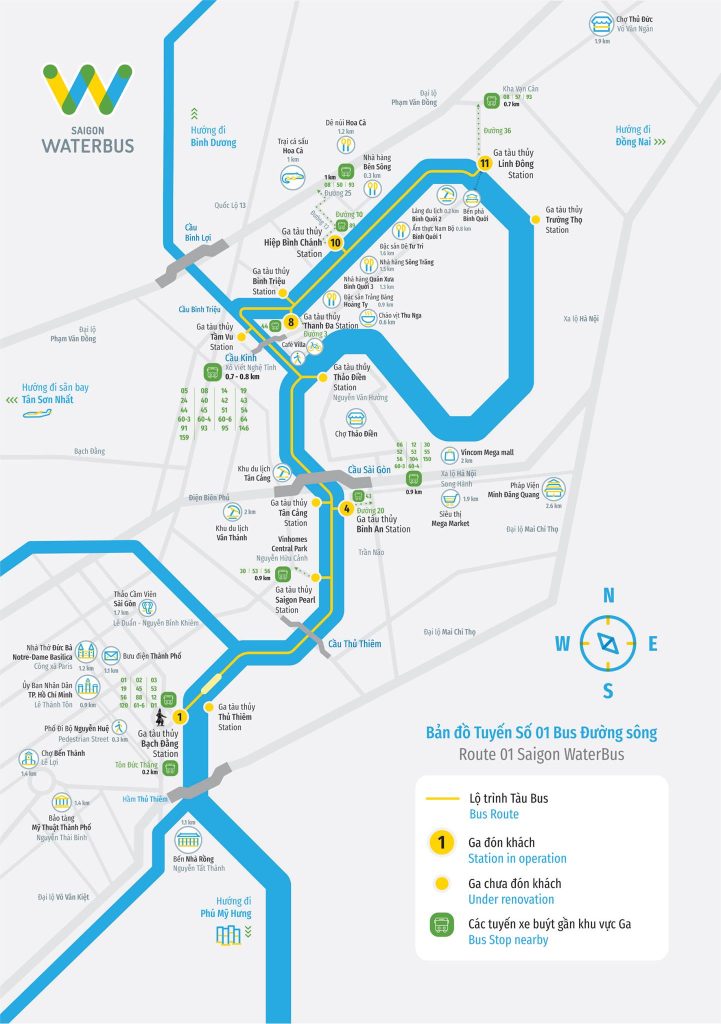 SAIGON
WATERBUS
Chợ Thủ Đức
Võ Văn Ngân
1.9 km
Đại lộ
Phạm Văn Đồng
Kha Vạn Cân
08 | 57 | 93
0.7 km
Đường 36
Hướng đi
Bình Dương
Hướng đi
Đồng Nai >>>
Dê núi Hoa Cà
1.2 km
Trại cá sấu
Hoa Cà
1 km
Nhà hàng
Bên Sông
0.3 km
1 km
08 | 50 | 93
Đường 25
Quốc Lộ 13
Đường 10
89
Đường 17
11
Ga tàu thủy
Linh Đông
Station
Làng du lịch 0.2 km
Bình Quới 2
Bến phà
Bình Quới
Ga tàu thủy
Trường Thọ
Station
Ẩm thực Nam Bộ 0.8 km
Bình Quới 1
Ga tàu thủy
Hiệp Bình Chánh
Station
10
Cầu
Bình Lợi
Đặc sản Dê Tư Trì
1.6 km
Nhà hàng Sông Trăng
1.5 km
Ga tàu thủy
Bình Triệu
Station
Nhà hàng Quán Xưa
Bình Quới 3
1.3 km
Đặc sản Trảng Bàng
Hoàng Ty
0.9 km
Cháo vịt Thu Nga
0.6 km
Cầu Bình Triệu
8
Ga tàu thủy
Thanh Đa Station
Đường 3
44
Ga tàu thủy
Tầm Vu
Station
Café Villa
Xa lộ Hà Nội
Đại lộ
Phạm Văn Đồng
Cầu Kinh
Xô Viết Nghệ Tĩnh
0.7 - 0.8 km
05 | 08 | 14 | 19
24 | 40 | 42 | 43
44 | 45 | 51 | 54
60-3 | 60-4 | 60-6 | 64
91 | 93 | 95 | 146
159
Ga tàu thủy
Thảo Điền
Station
Nguyễn Văn Hưởng
Hướng đi sân bay
<<< Tân Sơn Nhất
Chợ Thảo Điền
Bạch Đằng
06 | 12 | 30
52 | 53 | 55
56 | 104 | 150
60-3 | 60-4
0.9 km
Vincom Mega mall
2 km
Xa lộ Hà Nội
Song Hành
Khu du lịch
Tân Cảng
Cầu Sài Gòn
Pháp Viện
Minh Đăng Quang
2.6 km
1.9 km
Siêu thị
Mega Market
Điện Biên Phủ
2 km
Khu du lịch
Văn Thánh
Ga tàu thủy
Tân Cảng
Station
4
43
Đường 20
Ga tàu thủy
Bình An Station
Đại lộ Mai Chí Thọ
Vinhomes
Central Park
Nguyễn Hữu Cảnh
Trần Não
30 | 53 | 56
0.9 km
Ga tàu thủy
Saigon Pearl
Station
Thảo Cầm Viên
Sài Gòn
1.7 km
Lê Duẩn - Nguyễn Bỉnh Khiêm
N
W
E
S
Cầu Thủ Thiêm
Đại lộ Mai Chí Thọ
Nhà Thờ Đức Bà
Notre-Dame Basilica
Công xã Paris
1.2 km
Bưu điện Thành Phố
1.1 km
Ủy Ban Nhân Dân
TP. Hồ Chí Minh
Lê Thánh Tôn
0.9 km
01 | 02 | 03
19 | 45 | 53
56 | 88 | 12
120 | 61-6 | D1
Ga tàu thủy
Thủ Thiêm
Station
1
Phố Đi Bộ Nguyễn Huệ
Pedestrian Street
0.3 km
Ga tàu thủy
Bạch Đằng
Station
Chợ Bến Thành
Lê Lợi
1.4 km
Tôn Đức Thắng
0.2 km
1.4 km
Bảo tàng
Mỹ Thuật Thành Phố
Nguyễn Thái Bình
Hầm Thủ Thiêm
1.1 km
Bến Nhà Rồng
Nguyễn Tất Thành
Đại lộ Võ Văn Kiệt
Hướng đi
Phú Mỹ Hưng
Bản đồ Tuyến Số 01 Bus Đường sông
Route 01 Saigon WaterBus
Lộ trình Tàu Bus
Bus Route
1
Ga đón khách
Station in operation
Ga chưa đón khách
Under renovation
Các tuyến xe buýt gần khu vực Ga
Bus Stop nearby